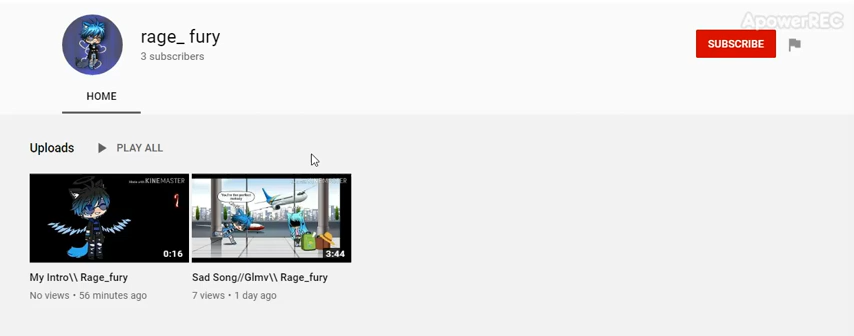 ApowerREC
rage_ fury
3 subscribers
SUBSCRIBE
HOME
Uploads
PLAY ALL
KINEMASTER
0:16
3:44
My Intro\\ Rage_fury
Sad Song//Glmv\\ Rage_fury
No views • 56 minutes ago
7 views • 1 day ago